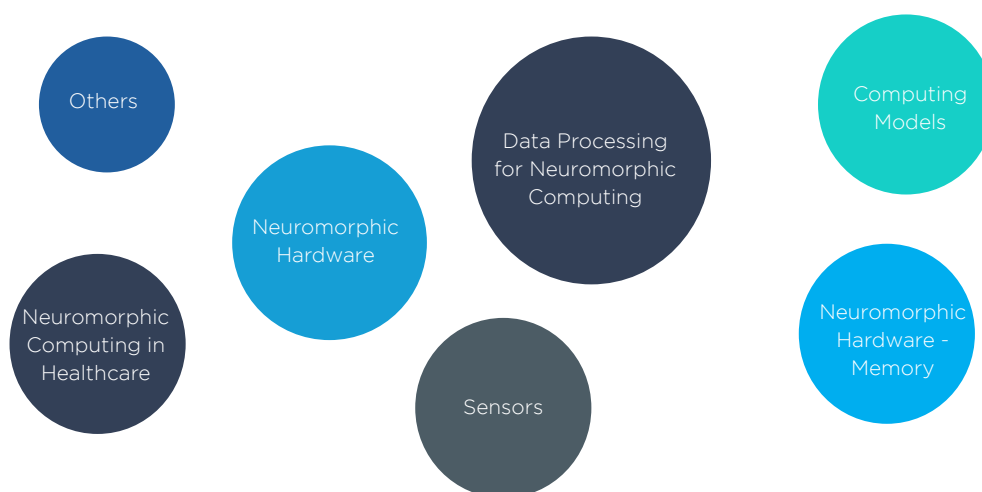 Others
Data Processing
for Neuromorphic
Computing
Computing
Models
Neuromorphic
Hardware
Neuromorphic
Computing in
Healthcare
Neuromorphic
Hardware -
Memory
Sensors